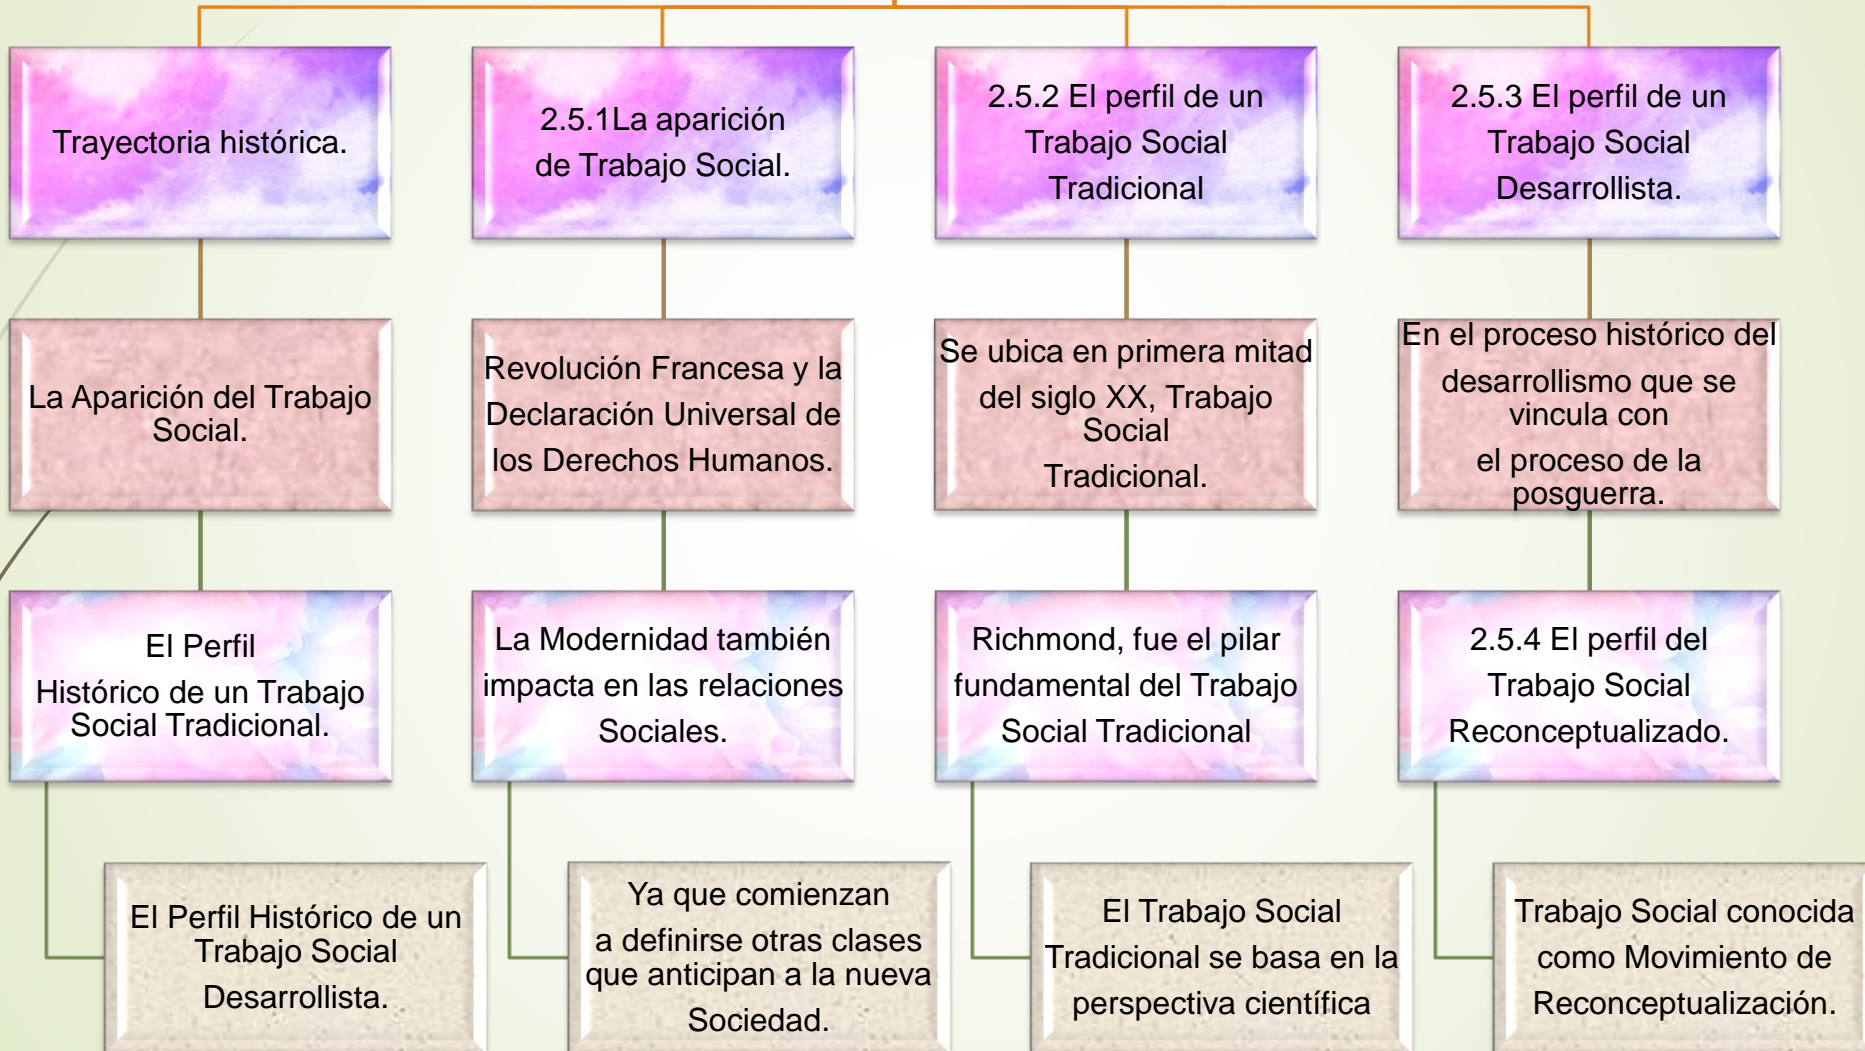 Trayectoria histórica.
2.5.1La aparición
de Trabajo Social.
2.5.2 El perfil de un
Trabajo Social
Tradicional
2.5.3 El perfil de un
Trabajo Social
Desarrollista.
La Aparición del Trabajo
Social.
Revolución Francesa y la
Declaración Universal de
los Derechos Humanos.
Se ubica en primera mitad
del siglo XX, Trabajo
Social
Tradicional.
En el proceso histórico del
desarrollismo que se
vincula con
el proceso de la
posguerra.
El Perfil
Histórico de un Trabajo
Social Tradicional.
La Modernidad también
impacta en las relaciones
Sociales.
Richmond, fue el pilar
fundamental del Trabajo
Social Tradicional
2.5.4 El perfil del
Trabajo Social
Reconceptualizado.
El Perfil Histórico de un
Trabajo Social
Desarrollista.
Ya que comienzan
a definirse otras clases
que anticipan a la nueva
Sociedad.
El Trabajo Social
Tradicional se basa en la
perspectiva científica
Trabajo Social conocida
como Movimiento de
Reconceptualización.